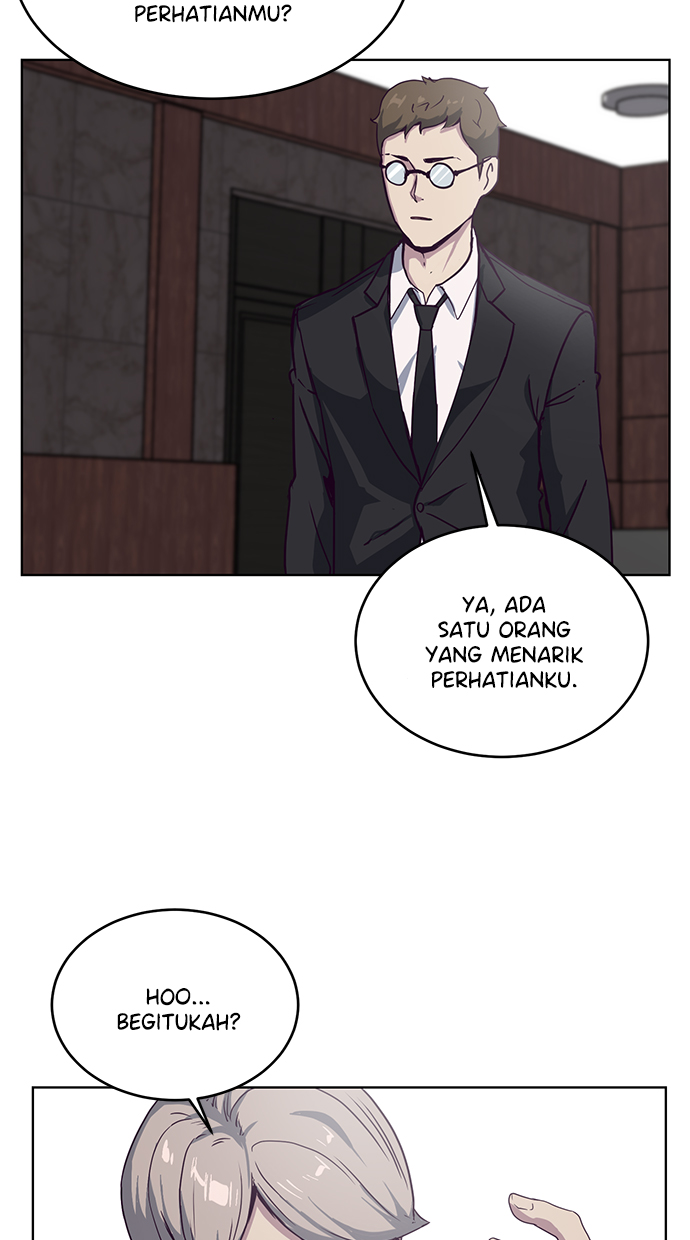 PERHATIANMU?
YA, ADA
SATU ORANG
YANG MENARIK
PERHATIANKU.
HOO...
BEGITUKAH?